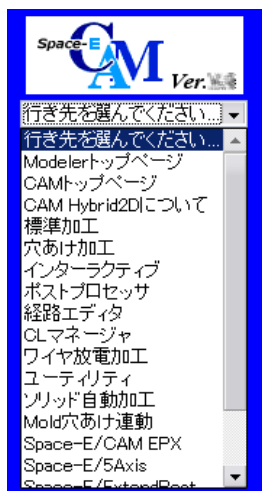 Space-E
CAM
Ver.
行き先を選んでください...
行き先を選んでください...
Modelerトップページ
CAMトップページ
CAM Hybrid2Dについて
標準加工
穴あけ加工
インターラクティブ
ポストプロセッサ
経路エディタ
CLマネージャ
ワイヤ放電加工
ユーティリティ
ソリッド自動加工
Mold穴あけ連動
Space-E/CAM EPX
Space-E/5Axis
Space-E/ExtendPost